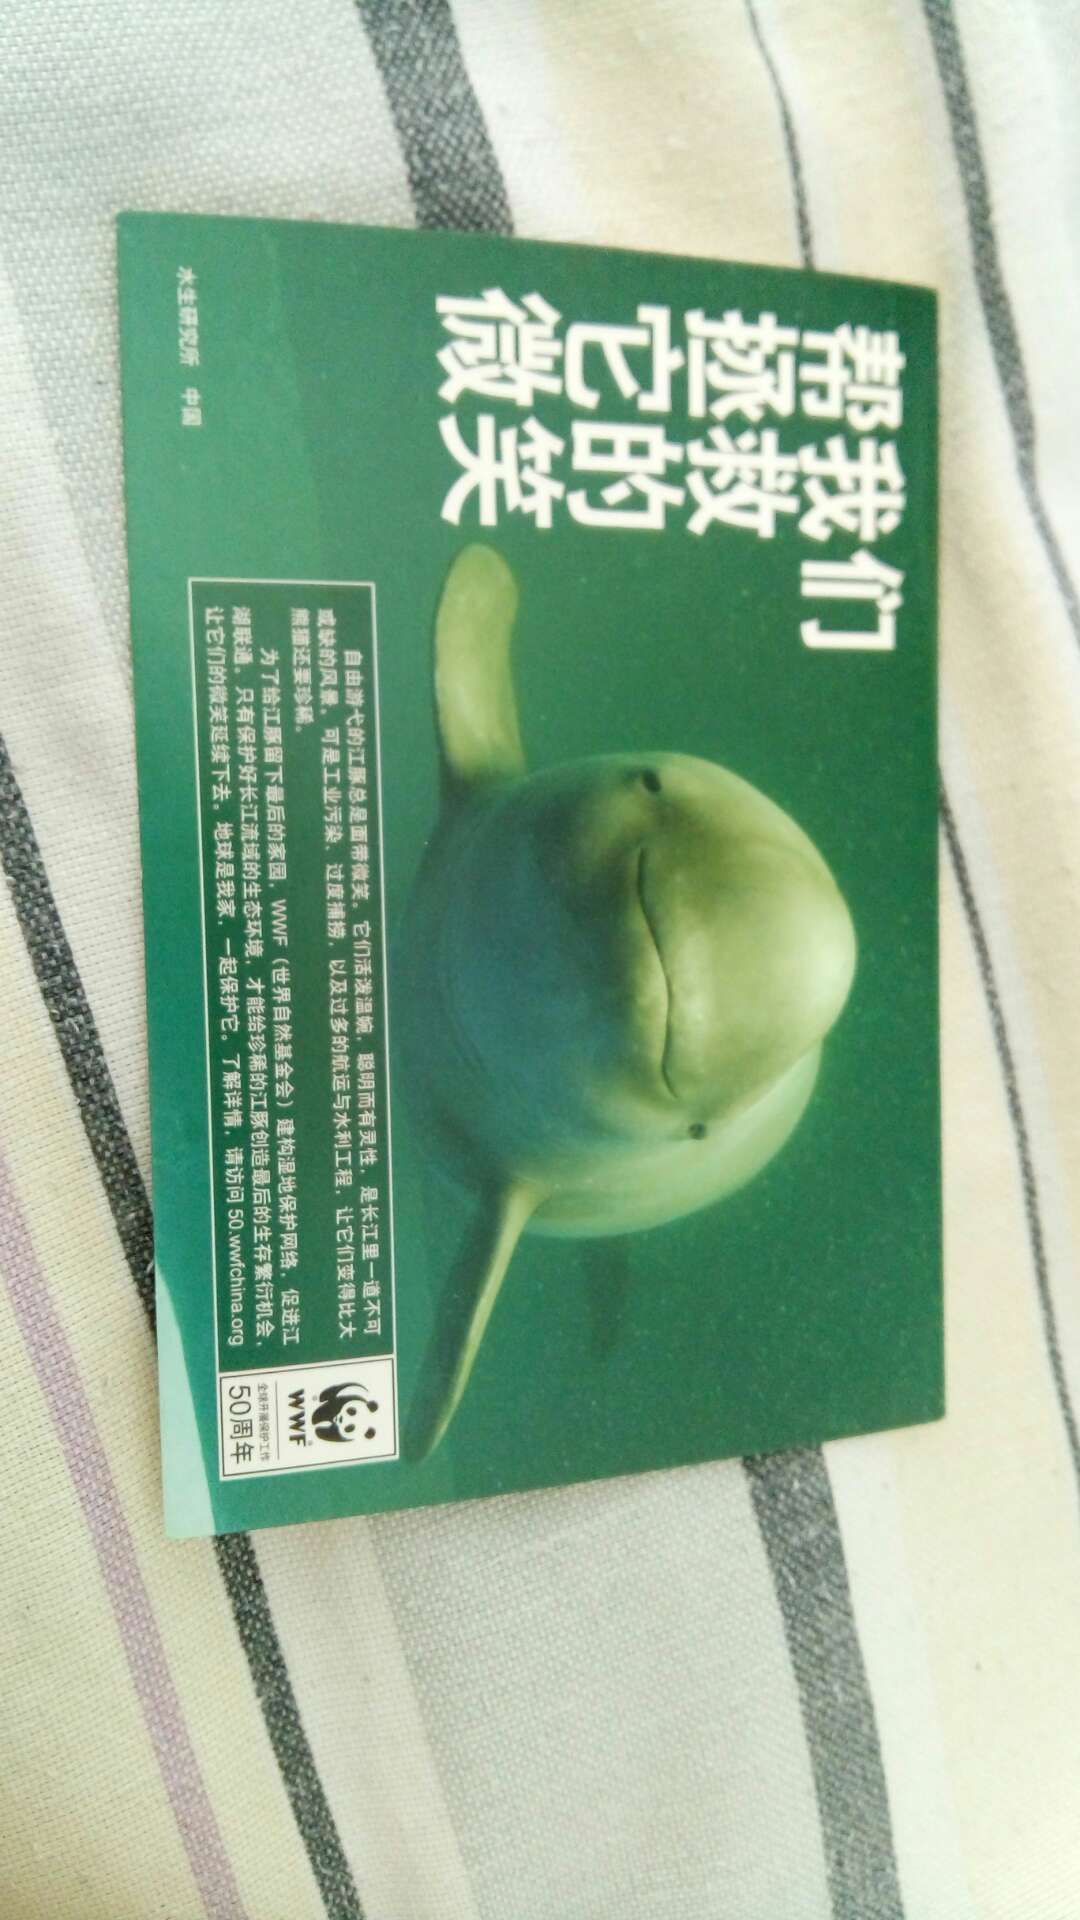 帮我们
拯救
它的
微笑
自由游弋的江豚总是面带微笑。它们活泼温婉，聪明而有灵性，是长江里一道不可
或缺的风景。可是工业污染，过度捕捞，以及过多的航运与水利工程，让它们变得比大
熊猫还要珍稀。
为了给江豚留下最后的家园，WWF（世界自然基金会）建构湿地保护网络，促进江
湖联通。只有保护好长江流域的生态环境，才能给珍稀的江豚创造最后的生存繁衍机会，
让它们的微笑延续下去。地球是我家，一起保护它。了解详情，请访问 50.wwfchina.org
WWF
全球开展保护工作
50周年
水生研究所 中国